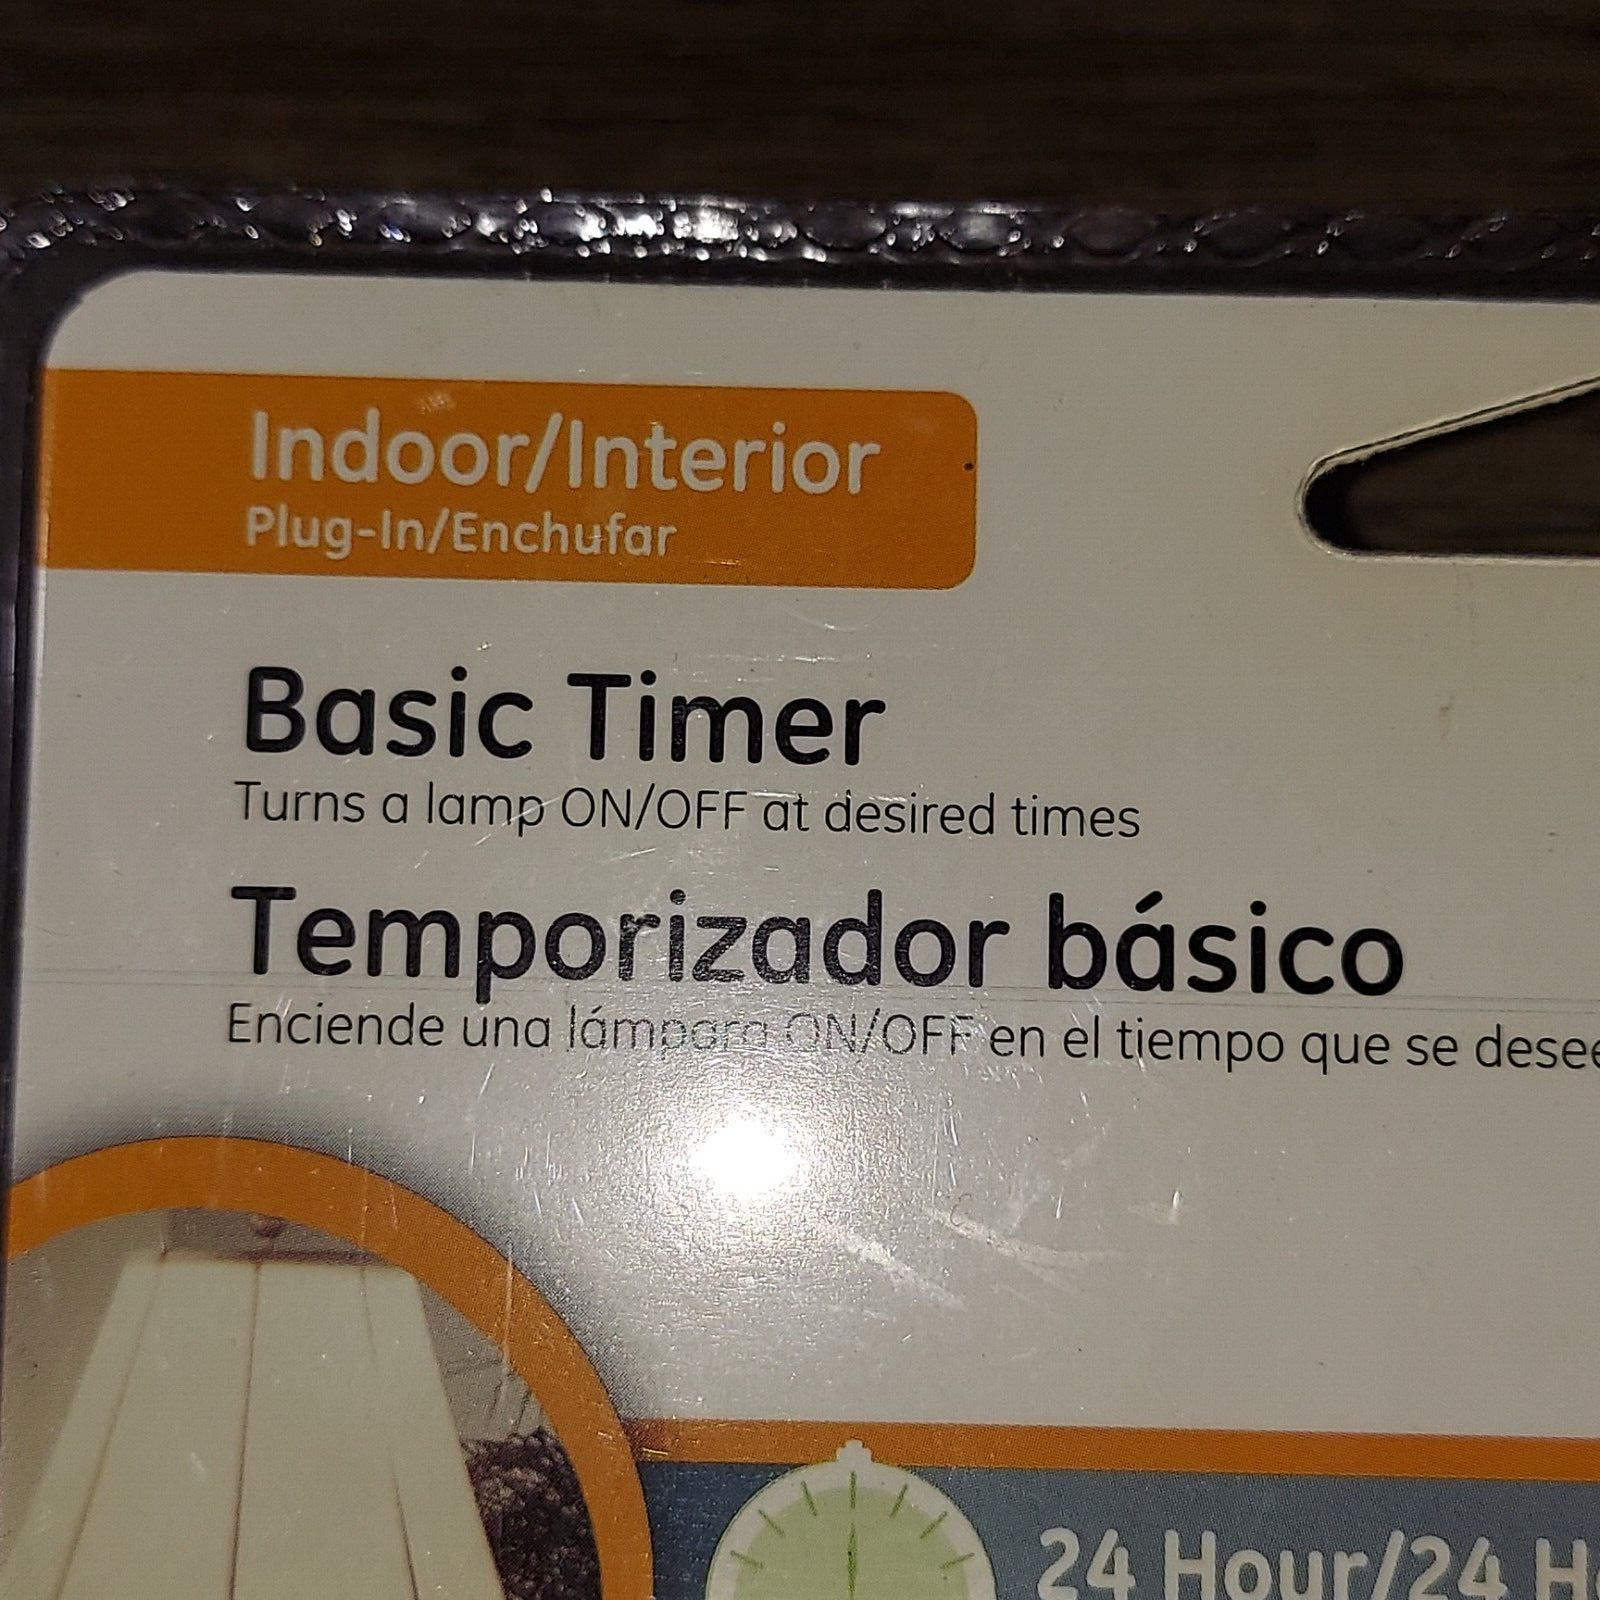 Indoor/Interior
Plug-In/Enchufar
Basic Timer
Turns a lamp ON/OFF at desired times
Temporizador básico
Enciende una lámpara ON/OFF en el tiempo que se desee
24 Hour/24 H